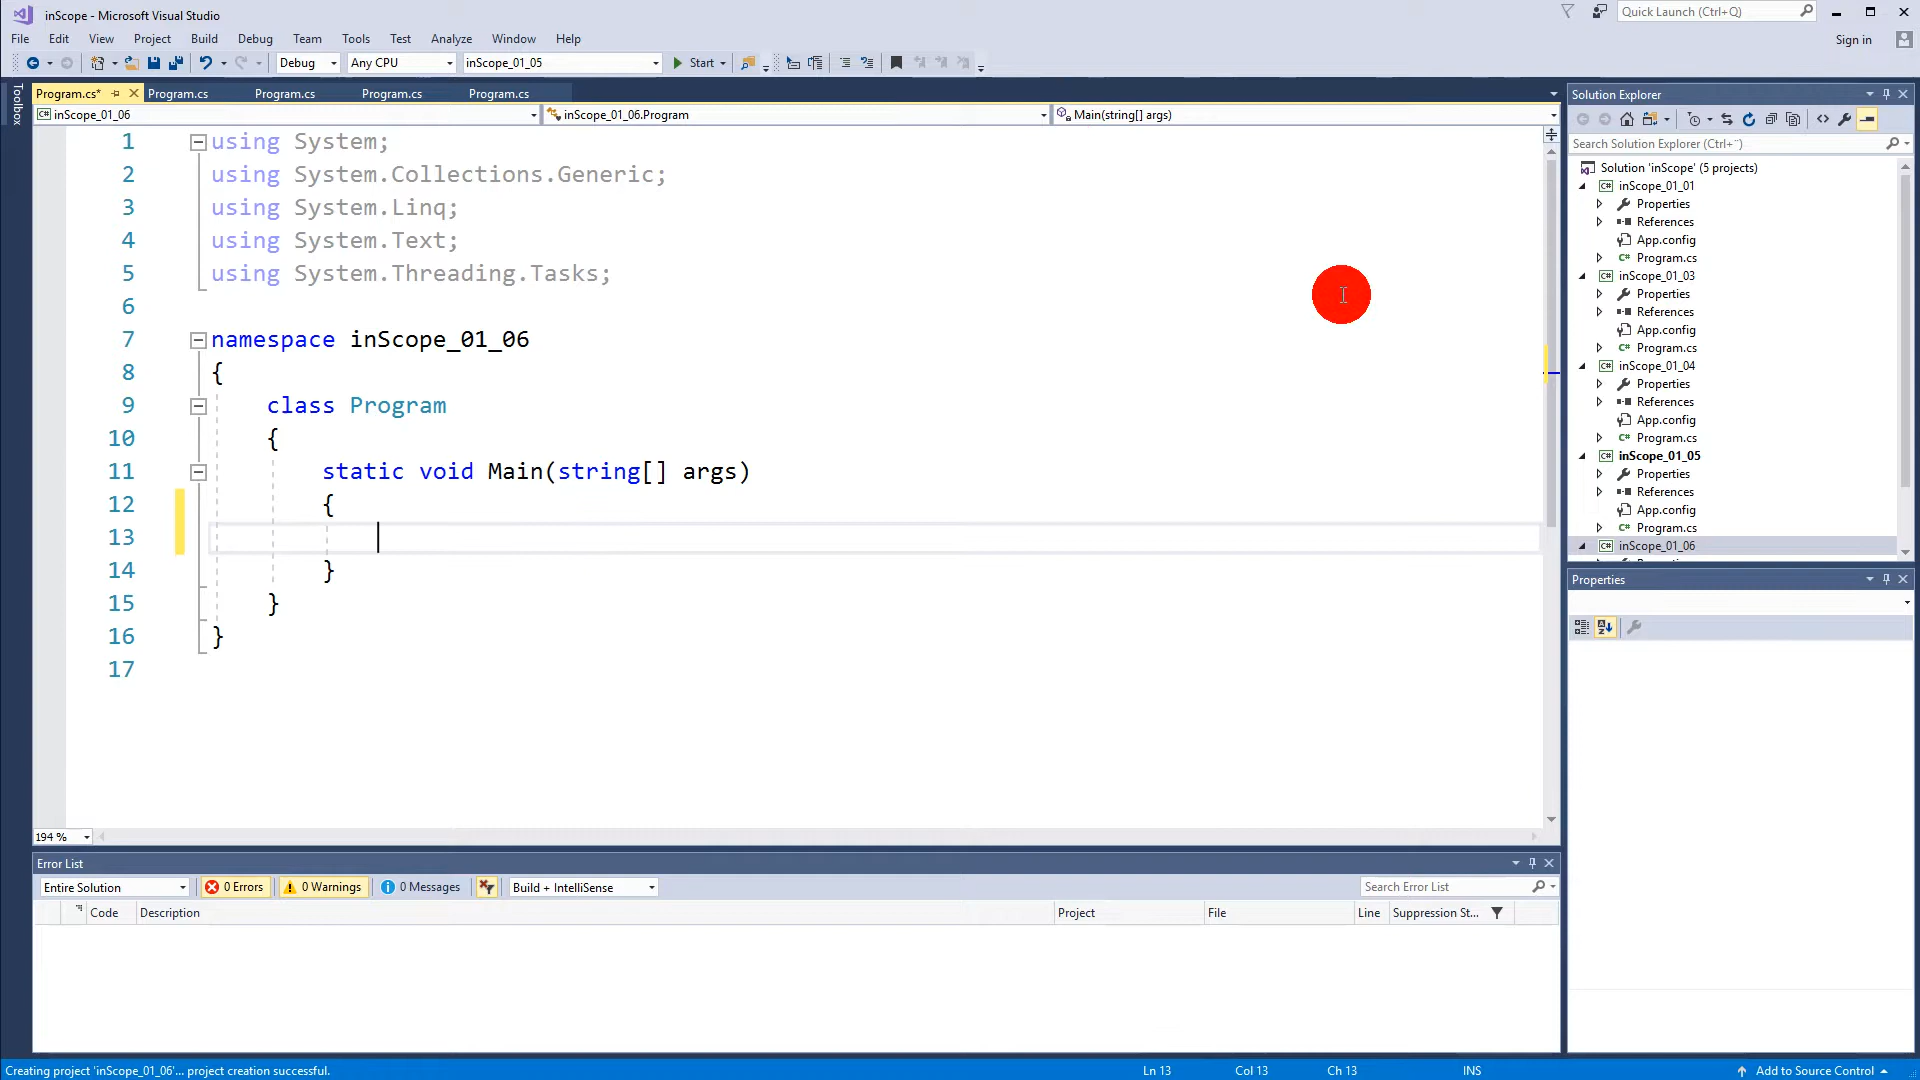 inScope - Microsoft Visual Studio
Quick Launch (Ctrl+Q)
File Edit View Project Build Debug Team Tools Test Analyze Window Help
Sign in
Debug Any CPU inScope_01_05 Start
Toolbox
Program.cs* Program.cs Program.cs Program.cs Program.cs
inScope_01_06 inScope_01_06.Program Main(string[] args)
1 using System;
2 using System.Collections.Generic;
3 using System.Linq;
4 using System.Text;
5 using System.Threading.Tasks;
6
7 namespace inScope_01_06
8 {
9 class Program
10 {
11 static void Main(string[] args)
12 {
13
14 }
15 }
16 }
17
194 %
Solution Explorer
Search Solution Explorer (Ctrl+¨)
Solution 'inScope' (5 projects)
inScope_01_01
Properties
References
App.config
Program.cs
inScope_01_03
Properties
References
App.config
Program.cs
inScope_01_04
Properties
References
App.config
Program.cs
inScope_01_05
Properties
References
App.config
Program.cs
inScope_01_06
Properties
Error List
Entire Solution 0 Errors 0 Warnings 0 Messages Build + IntelliSense Search Error List
Code Description Project File Line Suppression St...
Creating project 'inScope_01_06'... project creation successful. Ln 13 Col 13 Ch 13 INS Add to Source Control